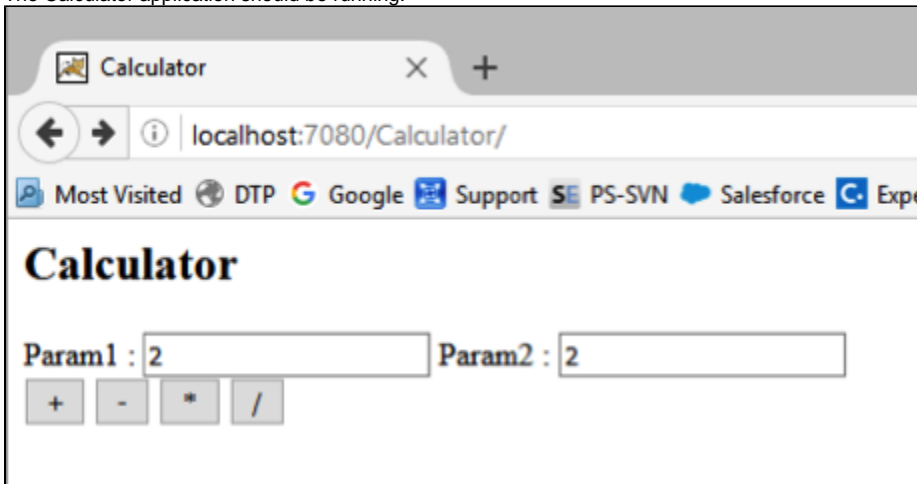 The Calculator application should be running.
Calculator
localhost:7080/Calculator/
Most Visited DTP Google Support SE PS-SVN Salesforce C. Expe
Calculator
Param1 : 2 Param2 : 2
+ - * /